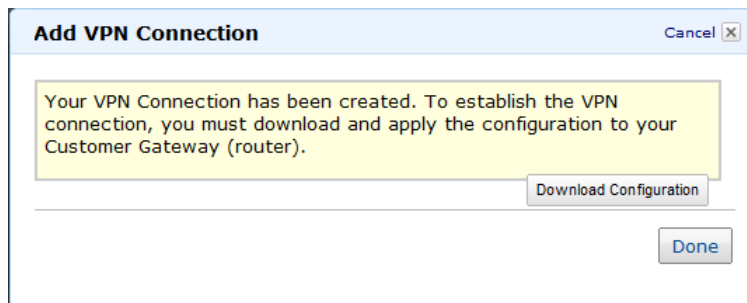 Add VPN Connection
Cancel
Your VPN Connection has been created. To establish the VPN
connection, you must download and apply the configuration to your
Customer Gateway (router).
Download Configuration
Done